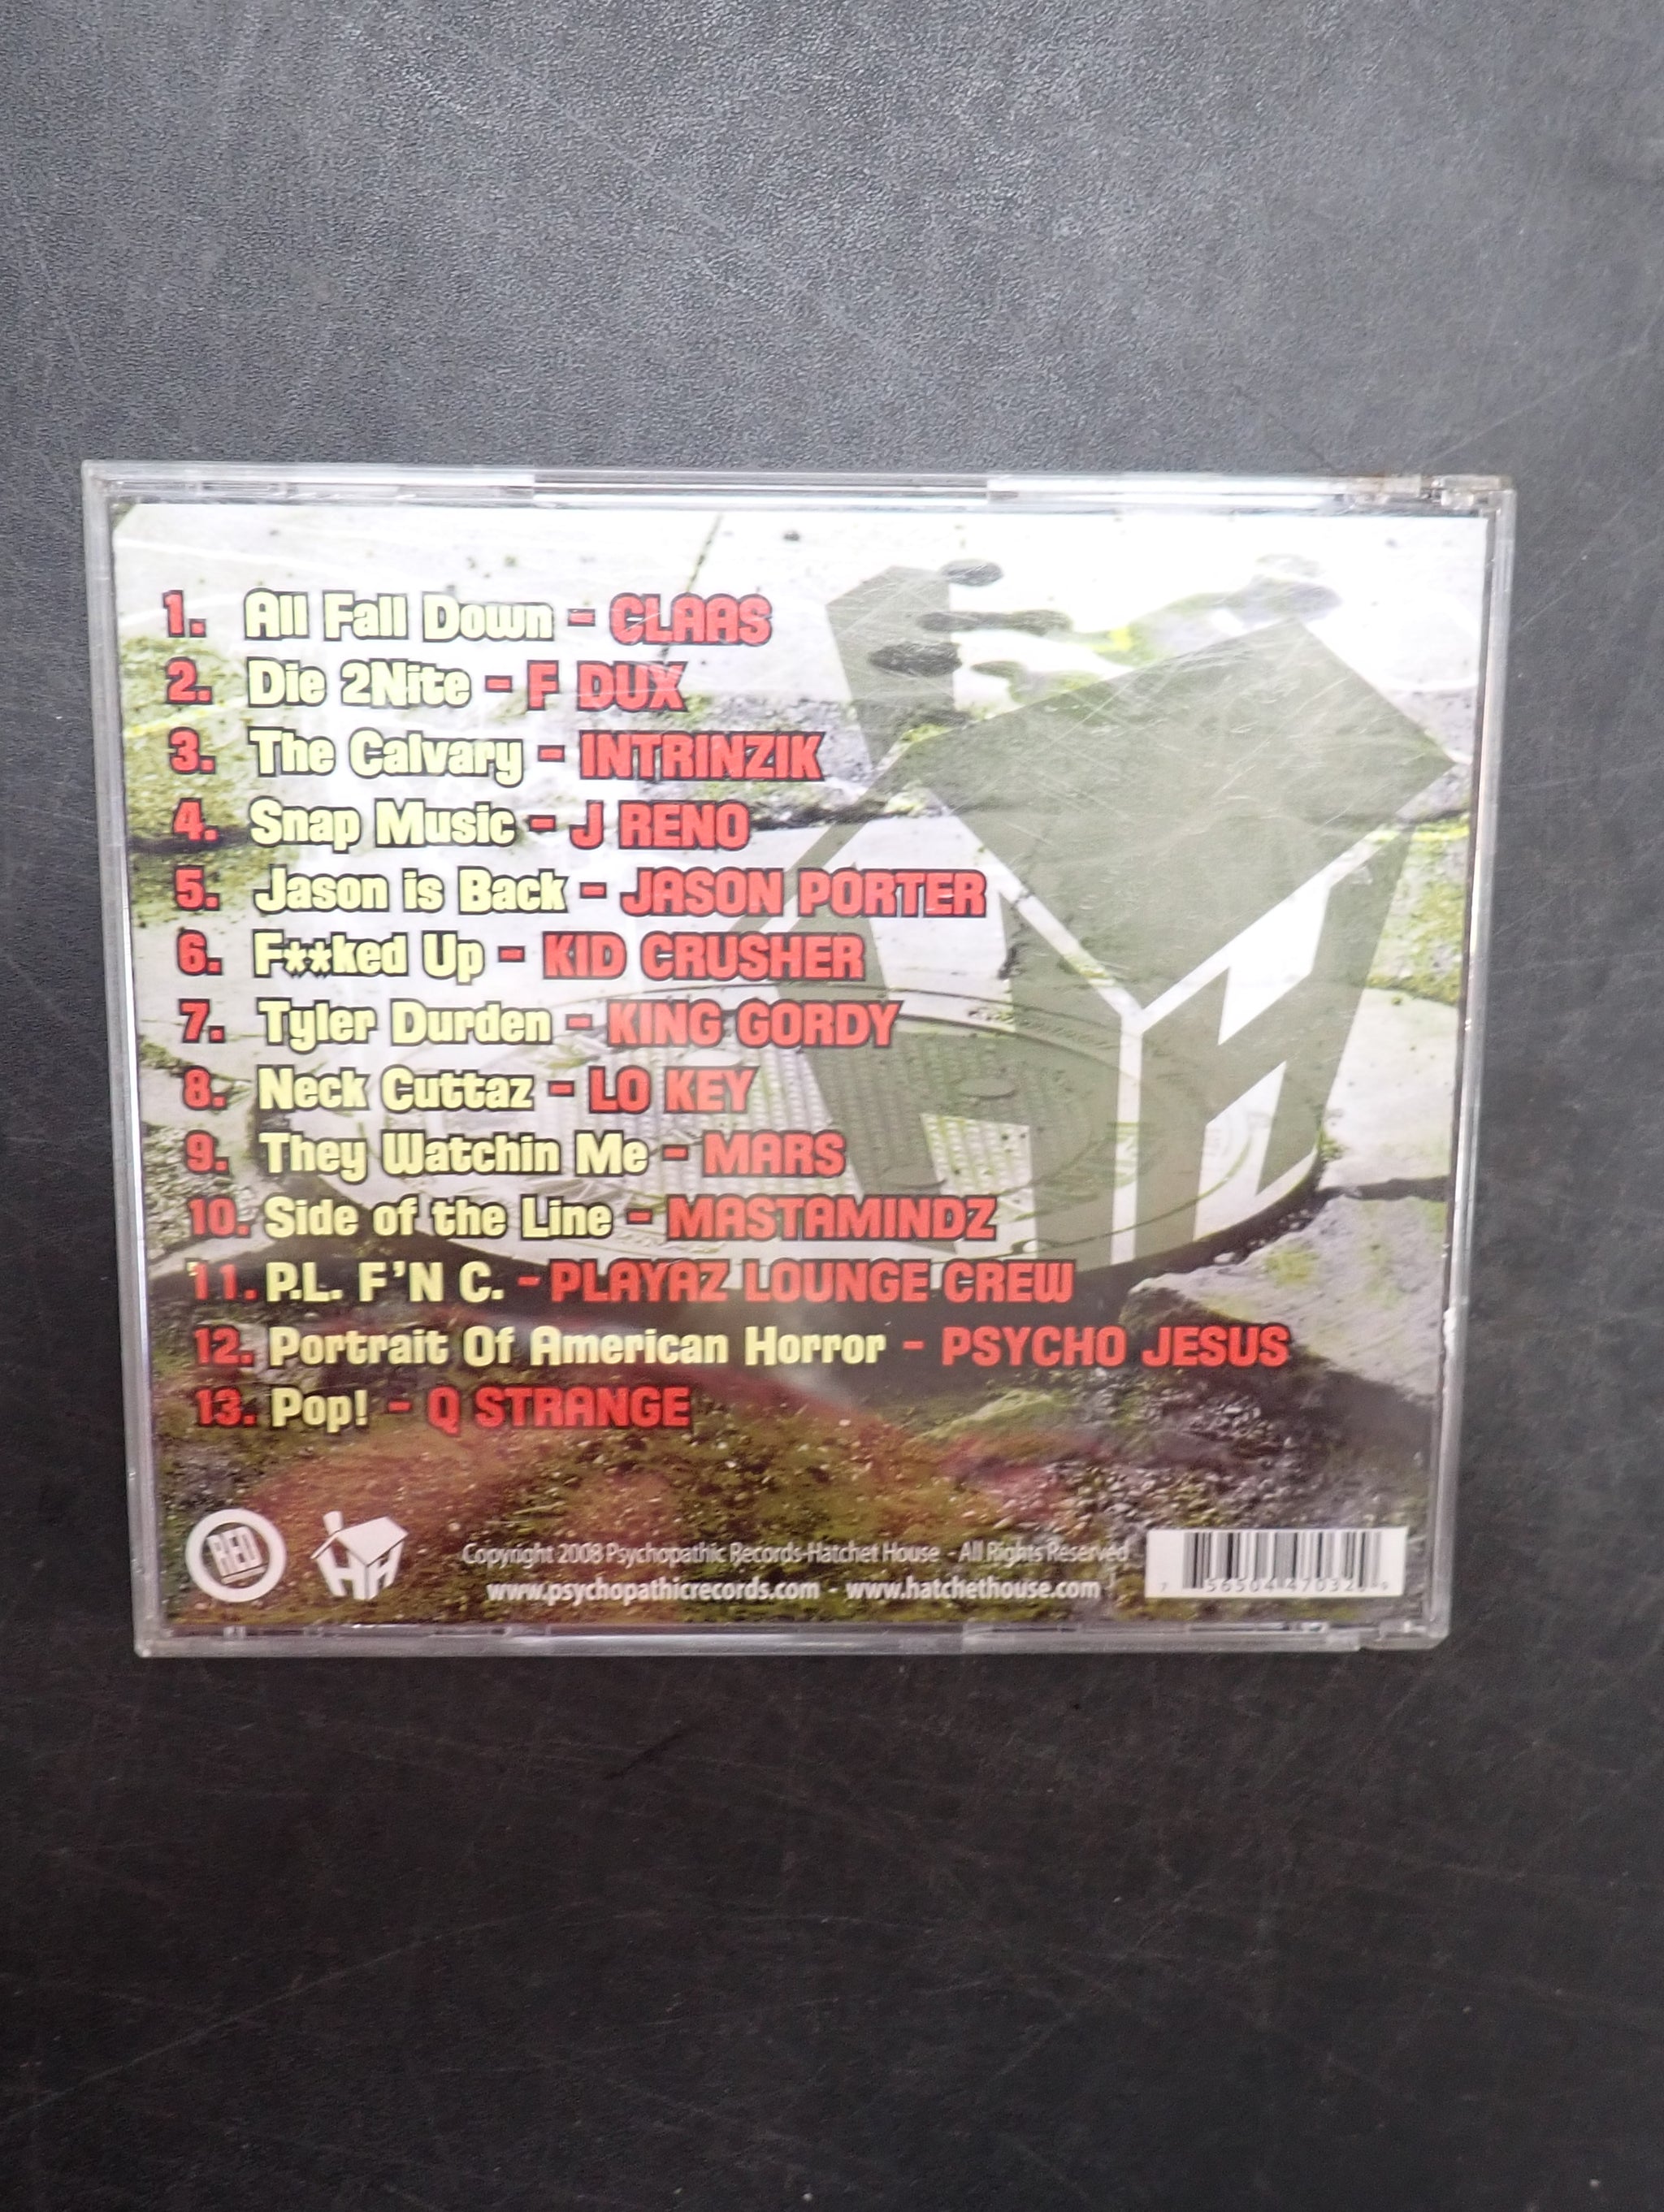 1. All Fall Down - CLAAS
2. Die 2Nite - F DUX
3. The Calvary - INTRINZIK
4. Snap Music - J RENO
5. Jason is Back - JASON PORTER
6. F**ked Up - KID CRUSHER
7. Tyler Durden - KING GORDY
8. Neck Cuttaz - LO KEY
9. They Watchin Me - MARS
10. Side of the Line - MASTAMINDZ
11. P.L. F'N C. - PLAYAZ LOUNGE CREW
12. Portrait Of American Horror - PSYCHO JESUS
13. Pop! - Q STRANGE
RED
HH
Copyright 2008 Psychopathic Records-Hatchet House - All Rights Reserved
www.psychopathicrecords.com - www.hatchethouse.com